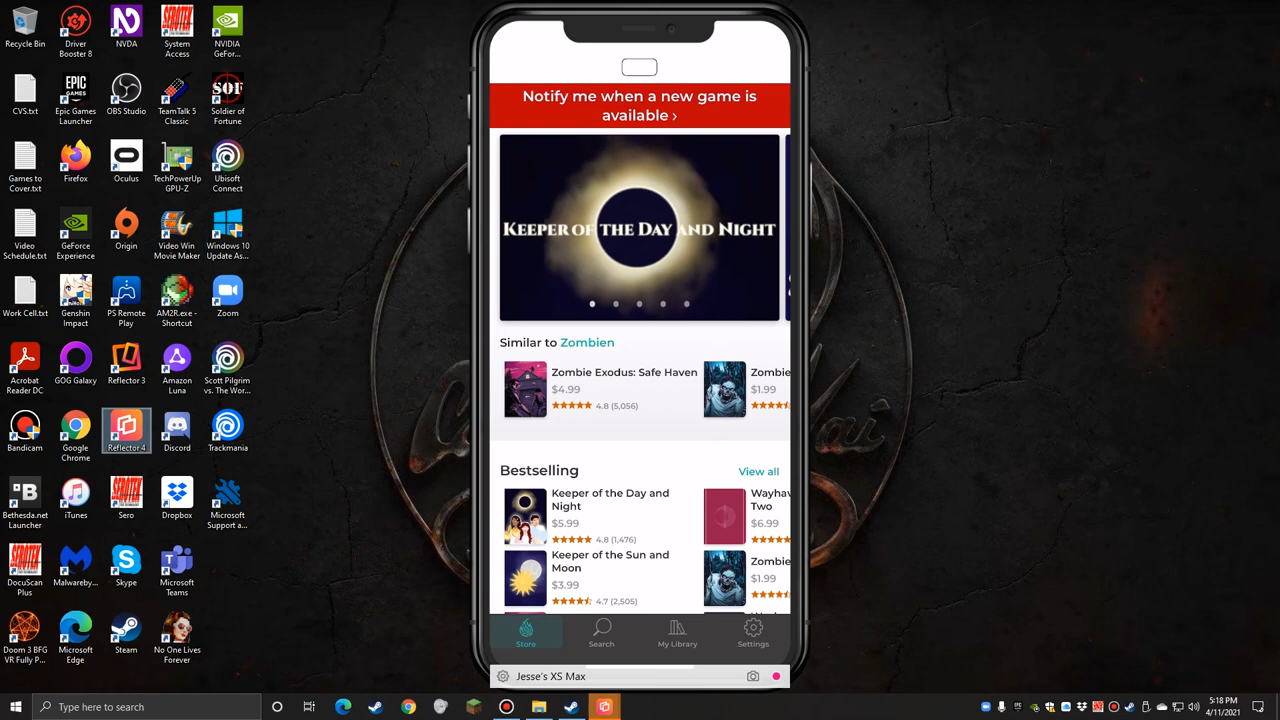 Recycle Bin
Driver Booster 8
NVDA
System Access
NVIDIA GeFor...
CVS.txt
Epic Games Launcher
OBS Studio
TeamTalk 5 Classic
Soldier of Fortune
Games to Cover.txt
Firefox
Oculus
TechPowerUp GPU-Z
Ubisoft Connect
Video Schedule.txt
GeForce Experience
Origin
Video Win Movie Maker
Windows 10 Update As...
Work Cell.txt
Genshin Impact
PS Remote Play
AM2R.exe - Shortcut
Zoom
Acrobat Reader DC
GOG Galaxy
Reflector 3
Amazon Luna
Scott Pilgrim vs. The Wor...
Bandicam
Google Chrome
Reflector 4
Discord
Trackmania
Bethesda.net Launcher
iTunes
Sero
Dropbox
Microsoft Support a...
DocuScan Plus
Malwareby...
Skype
Microsoft Teams
Doom 3 BFG VR Fully P...
Microsoft Edge
Steam
No One Lives Forever
Notify me when a new game is
available ›
KEEPER OF THE DAY AND NIGHT
Similar to Zombien
Zombie Exodus: Safe Haven
$4.99
4.8 (5,056)
Zombie
$1.99
Bestselling
View all
Keeper of the Day and
Night
$5.99
4.8 (1,476)
Wayhav
Two
$6.99
Keeper of the Sun and
Moon
$3.99
4.7 (2,505)
Zombie
$1.99
Store
Search
My Library
Settings
Jesse's XS Max
Type here to search
5:18 PM
4/11/2021